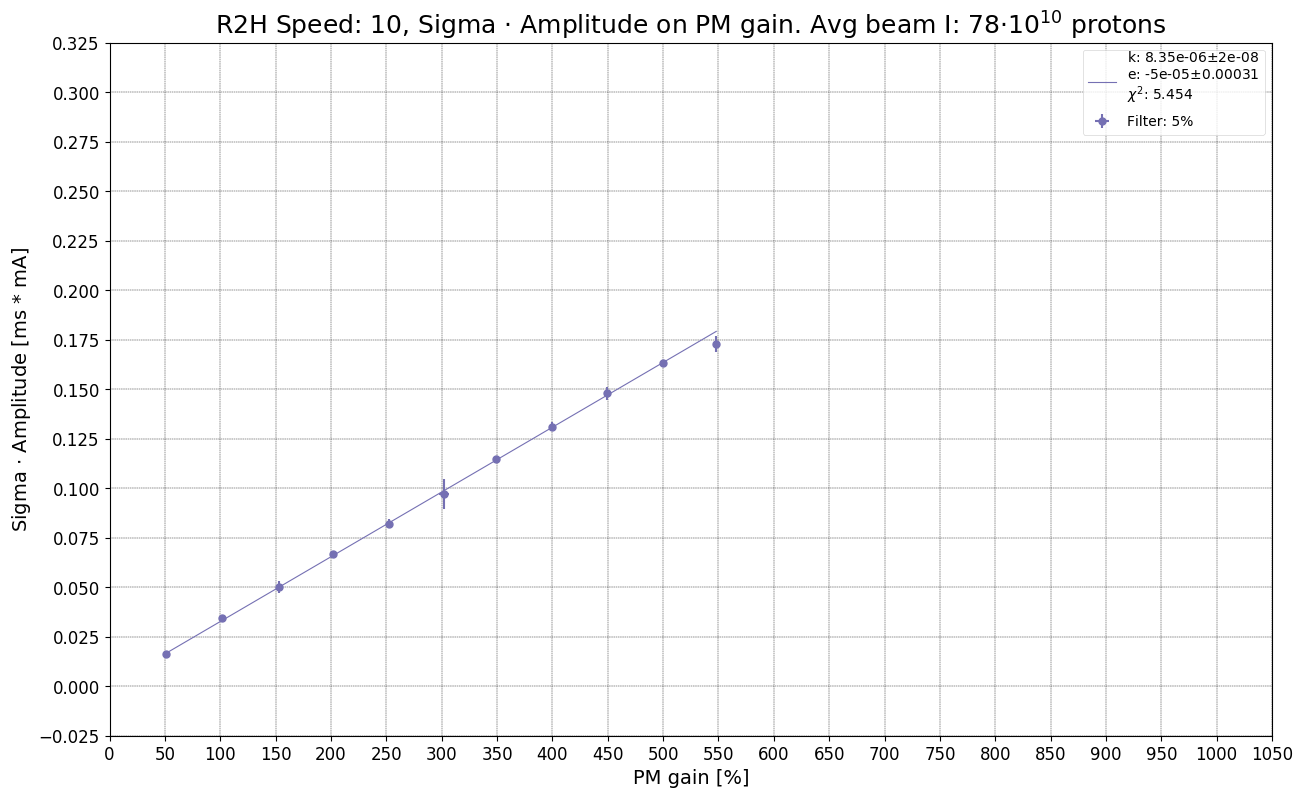 R2H Speed: 10, Sigma · Amplitude on PM gain. Avg beam I: 78·10^10 protons
k: 8.35e-06±2e-08
e: -5e-05±0.00031
χ²: 5.454
Filter: 5%
Sigma · Amplitude [ms * mA]
0.325
0.300
0.275
0.250
0.225
0.200
0.175
0.150
0.125
0.100
0.075
0.050
0.025
0.000
−0.025
0 50 100 150 200 250 300 350 400 450 500 550 600 650 700 750 800 850 900 950 1000 1050
PM gain [%]